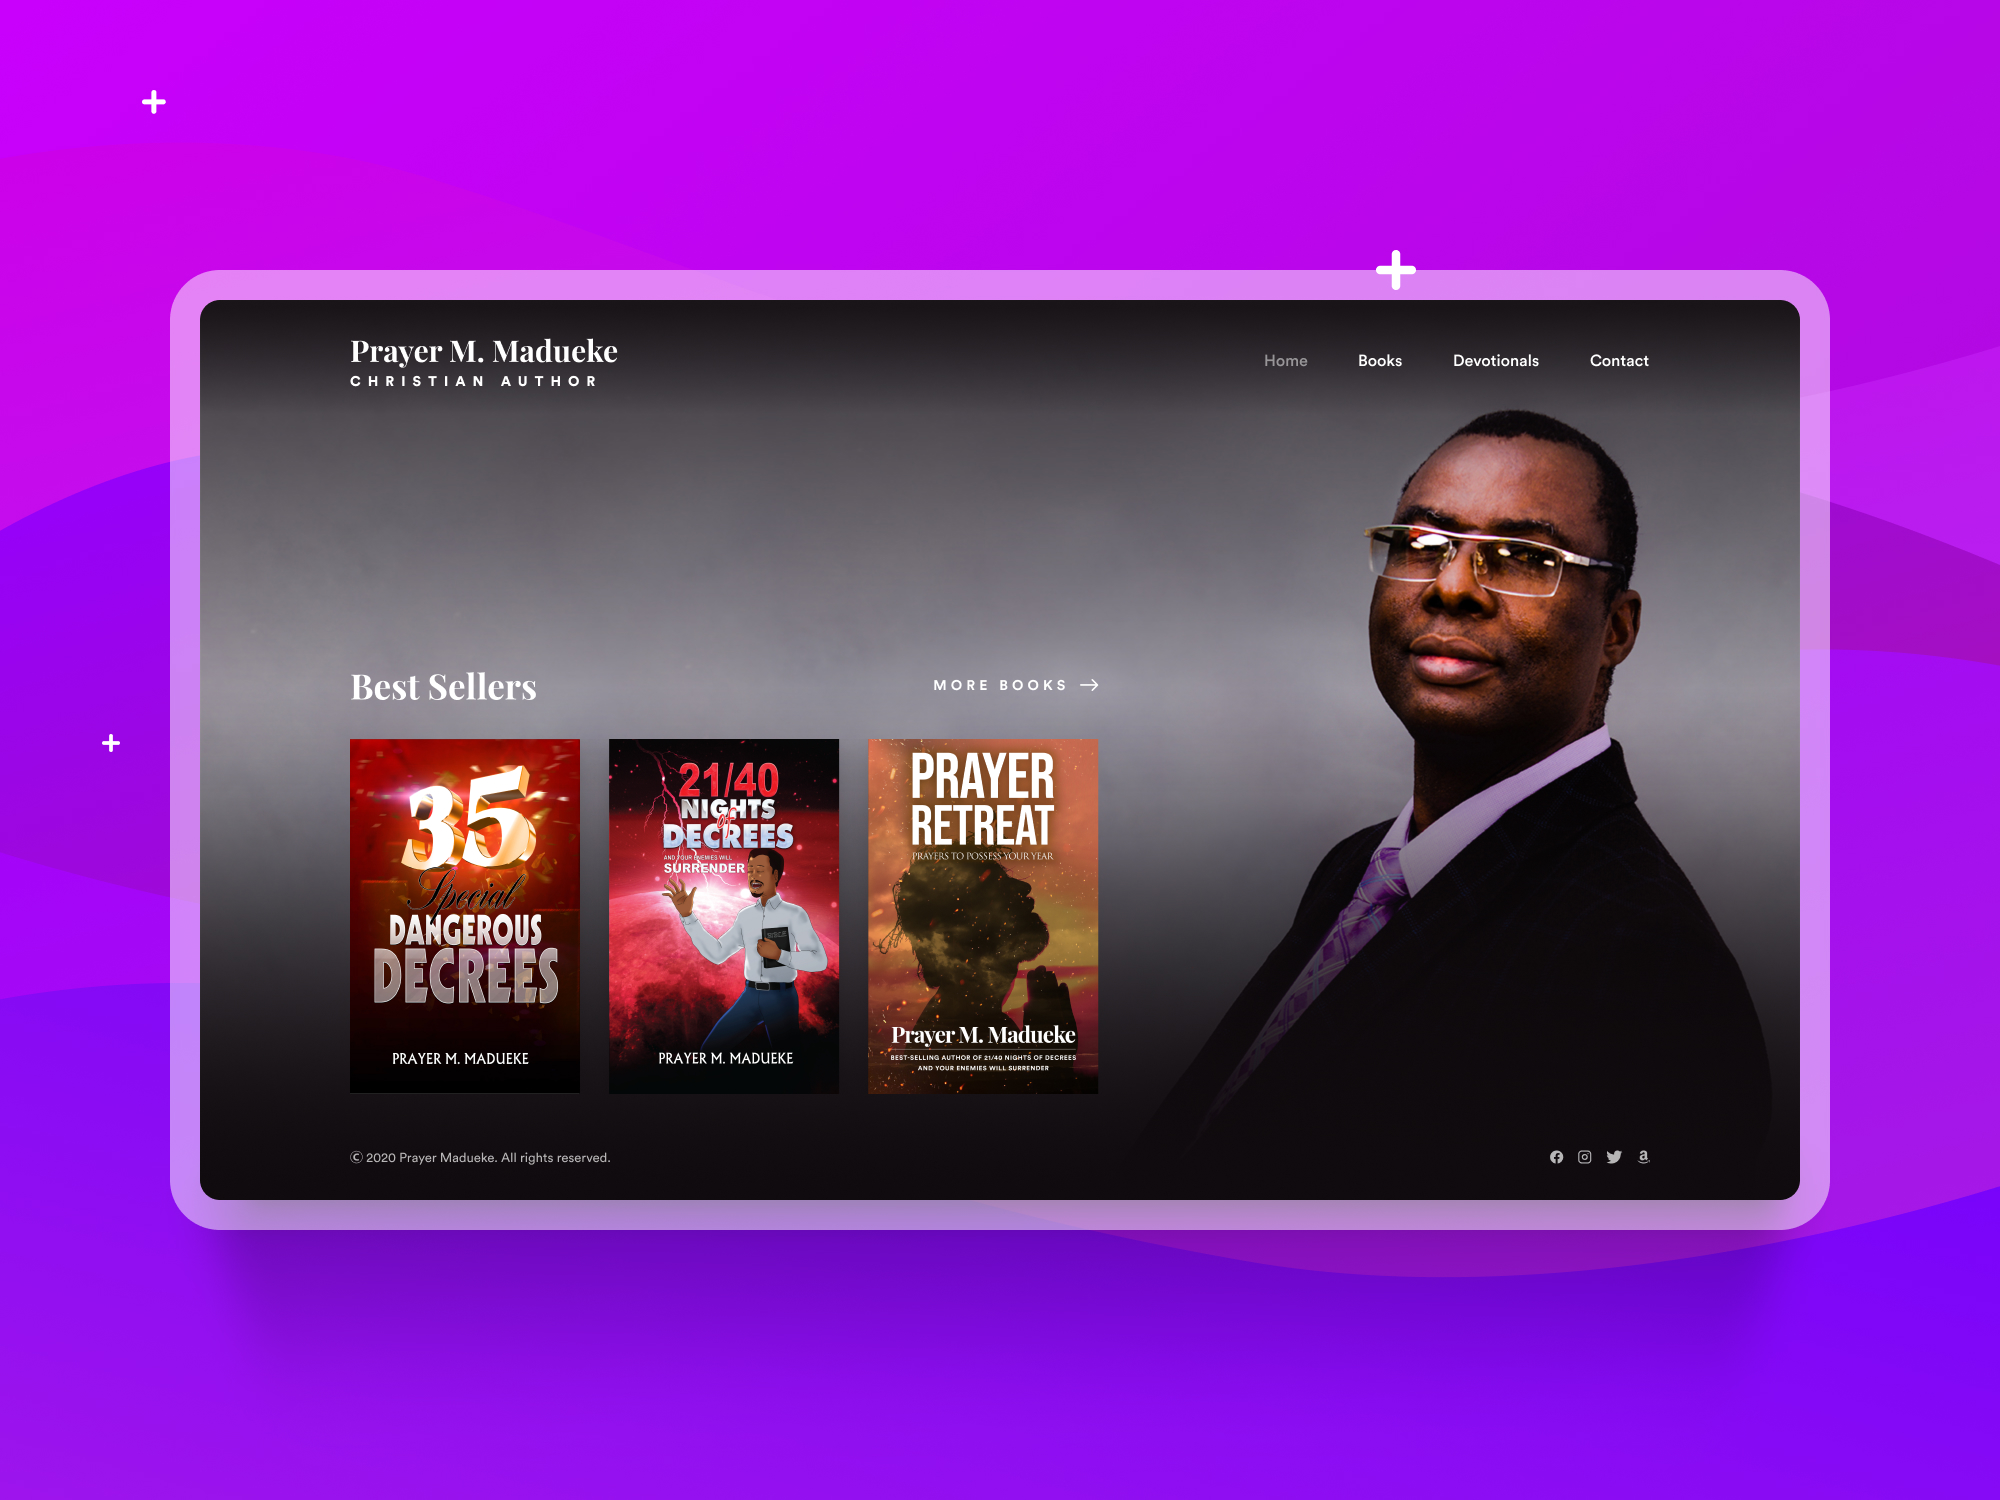 Prayer M. Madueke
CHRISTIAN AUTHOR
Home
Books
Devotionals
Contact
Best Sellers
MORE BOOKS
35
Special
DANGEROUS
DECREES
PRAYER M. MADUEKE
21/40
NIGHTS
of
DECREES
AND YOUR ENEMIES WILL
SURRENDER
BIBLE
PRAYER M. MADUEKE
PRAYER
RETREAT
PRAYERS TO POSSESS YOUR YEAR
Prayer M. Madueke
BEST-SELLING AUTHOR OF 21/40 NIGHTS OF DECREES
AND YOUR ENEMIES WILL SURRENDER
© 2020 Prayer Madueke. All rights reserved.